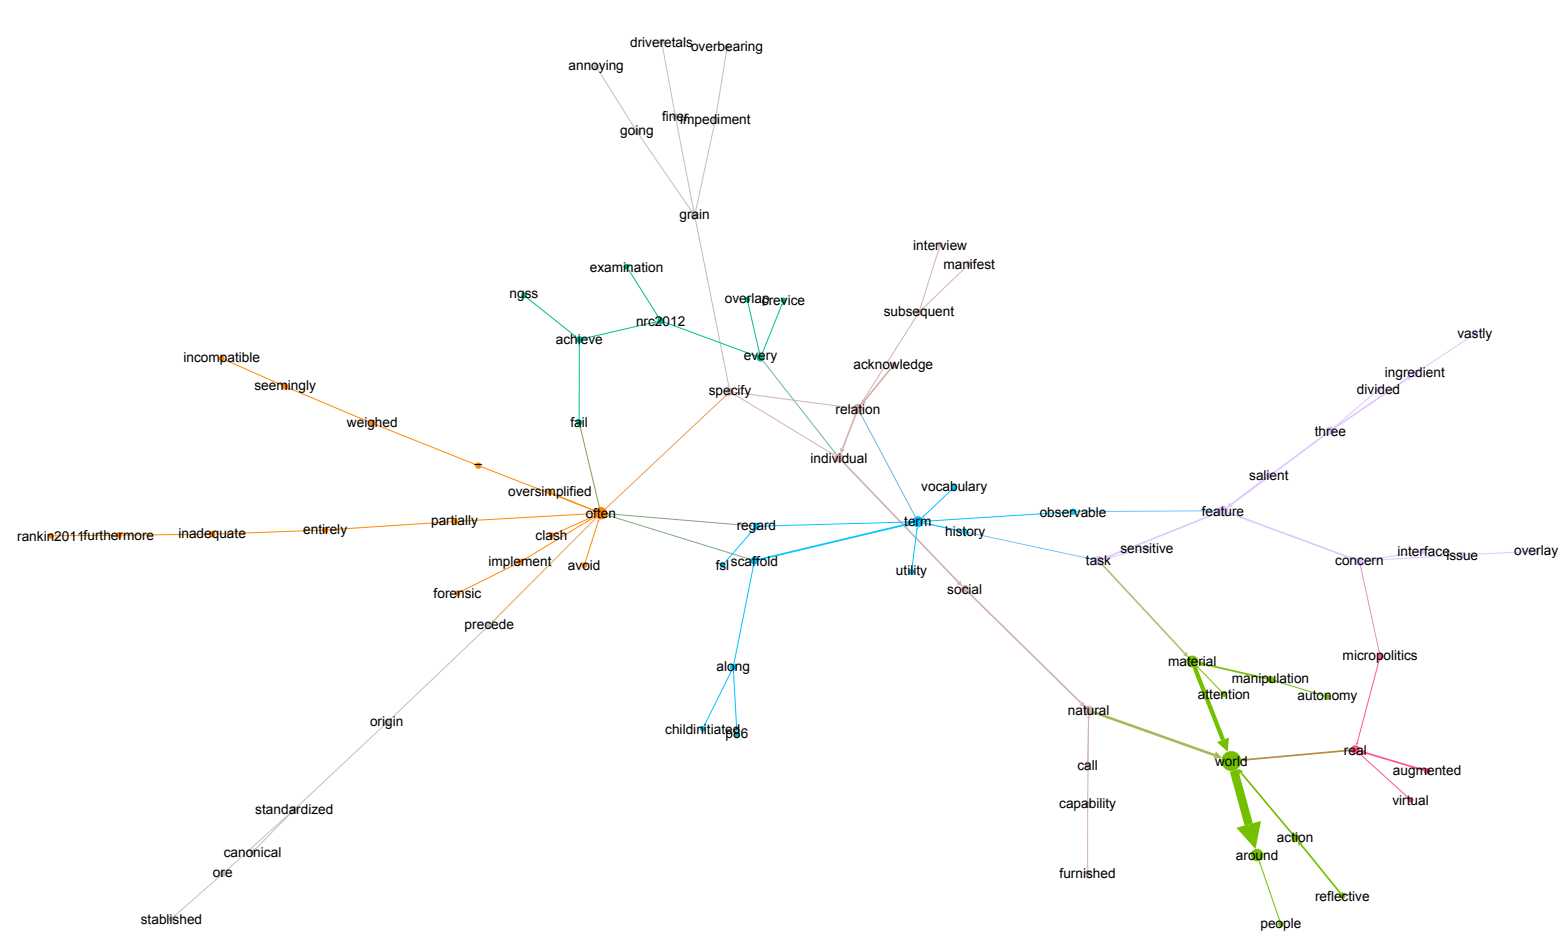 driveretals
overbearing
annoying
finer
impediment
going
grain
interview
manifest
examination
ngss
overlap
crevice
subsequent
nrc2012
achieve
vastly
incompatible
every
acknowledge
ingredient
seemingly
specify
divided
relation
weighed
fail
three
individual
=
salient
vocabulary
oversimplified
often
observable
feature
partially
regard
term
entirely
history
inadequate
clash
rankin2011
furthermore
sensitive
interface
issue
overlay
implement
avoid
fsl
scaffold
utility
task
concern
forensic
social
precede
micropolitics
along
material
manipulation
attention
autonomy
natural
origin
childinitiated
p86
real
call
world
augmented
capability
virtual
standardized
action
canonical
around
ore
furnished
reflective
stablished
people